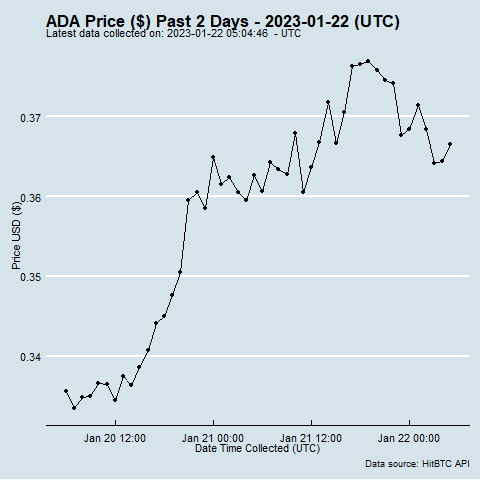 ADA Price ($) Past 2 Days - 2023-01-22 (UTC)
Latest data collected on: 2023-01-22 05:04:46 - UTC
0.37
0.36
0.35
0.34
Price USD ($)
Jan 20 12:00 Jan 21 00:00 Jan 21 12:00 Jan 22 00:00
Date Time Collected (UTC)
Data source: HitBTC API